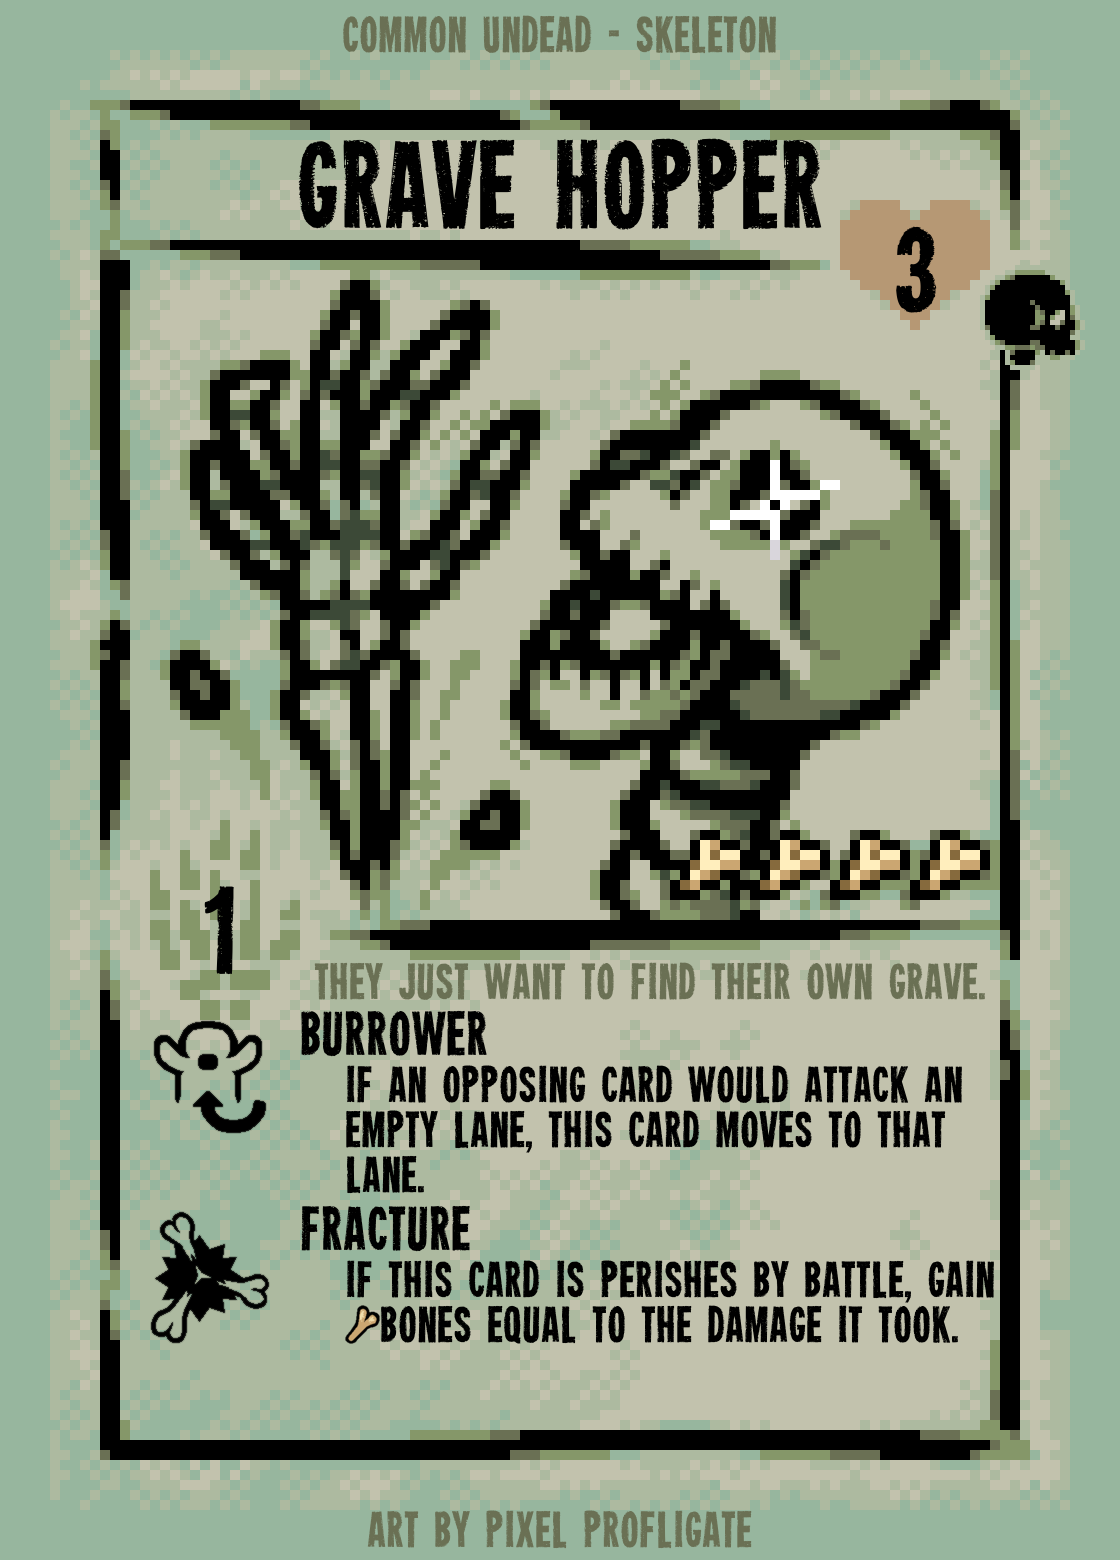 COMMON UNDEAD - SKELETON
GRAVE HOPPER
3
1
THEY JUST WANT TO FIND THEIR OWN GRAVE.
BURROWER
IF AN OPPOSING CARD WOULD ATTACK AN
EMPTY LANE, THIS CARD MOVES TO THAT
LANE.
FRACTURE
IF THIS CARD IS PERISHES BY BATTLE, GAIN
BONES EQUAL TO THE DAMAGE IT TOOK.
ART BY PIXEL PROFLIGATE